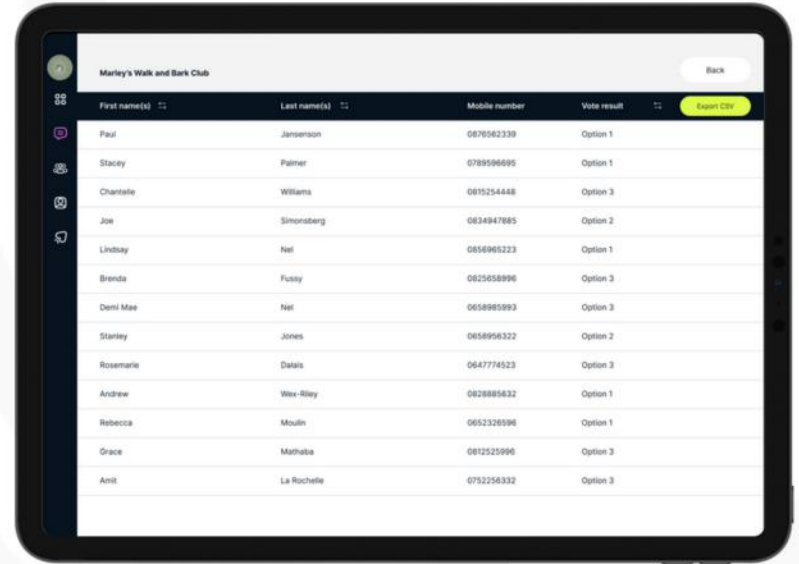 Marley's Walk and Bark Club Back
First name(s) Last name(s) Mobile number Vote result Export CSV
Paul Jansenson 0876562339 Option 1
Stacey Palmer 0789596695 Option 1
Chantelle Williams 0815254448 Option 3
Joe Simonsberg 0834947885 Option 2
Lindsay Nel 0856965223 Option 1
Brenda Fussy 0825658996 Option 3
Demi Mae Nel 0658985993 Option 3
Stanley Jones 0658956322 Option 2
Rosemarie Dalais 0647774523 Option 3
Andrew Wex-Riley 0828885632 Option 1
Rebecca Moulin 0652326596 Option 1
Grace Mathaba 0812525996 Option 3
Amit La Rochelle 0752256332 Option 3